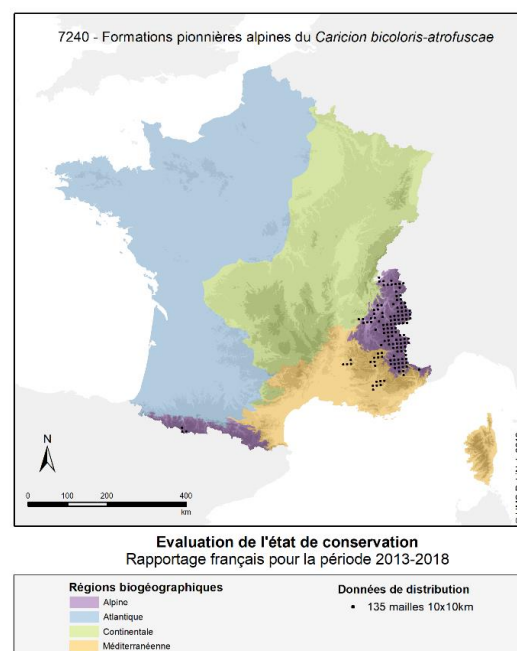 7240 - Formations pionnières alpines du Caricion bicoloris-atrofuscae
N
0 100 200 400
km
Evaluation de l'état de conservation
Rapportage français pour la période 2013-2018
Régions biogéographiques
Alpine
Atlantique
Continentale
Méditerranéenne
Données de distribution
135 mailles 10x10km